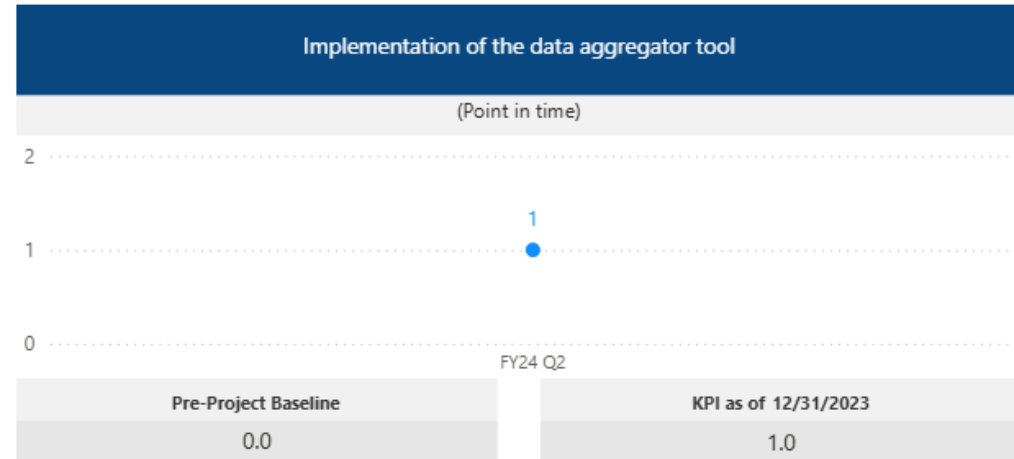 Implementation of the data aggregator tool
(Point in time)
2
1
1
0
FY24 Q2
Pre-Project Baseline
KPI as of 12/31/2023
0.0
1.0